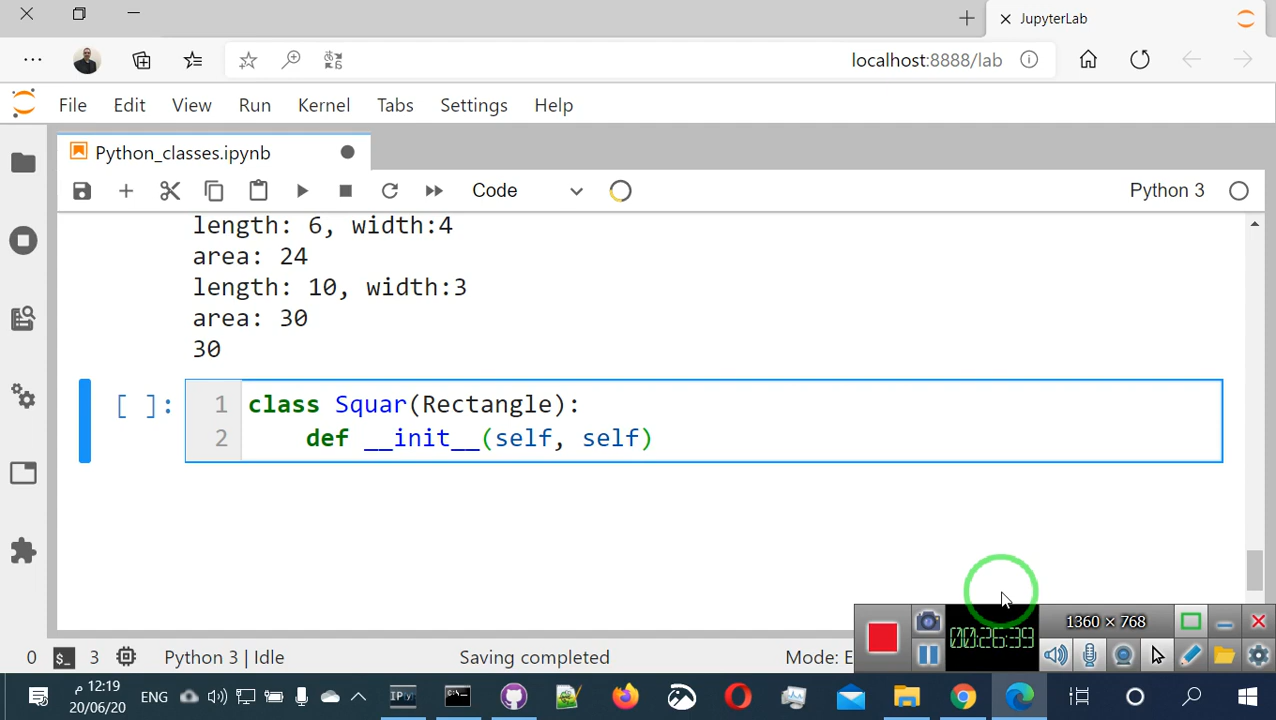 JupyterLab
localhost:8888/lab
File Edit View Run Kernel Tabs Settings Help
Python_classes.ipynb
Code
Python 3
length: 6, width:4
area: 24
length: 10, width:3
area: 30
30
[ ]:
1 class Squar(Rectangle):
2 def __init__(self, self)
00:26:39
1360 × 768
0 3 Python 3 | Idle Saving completed Mode: E
12:19 م
ENG
20/06/20
IP[y]